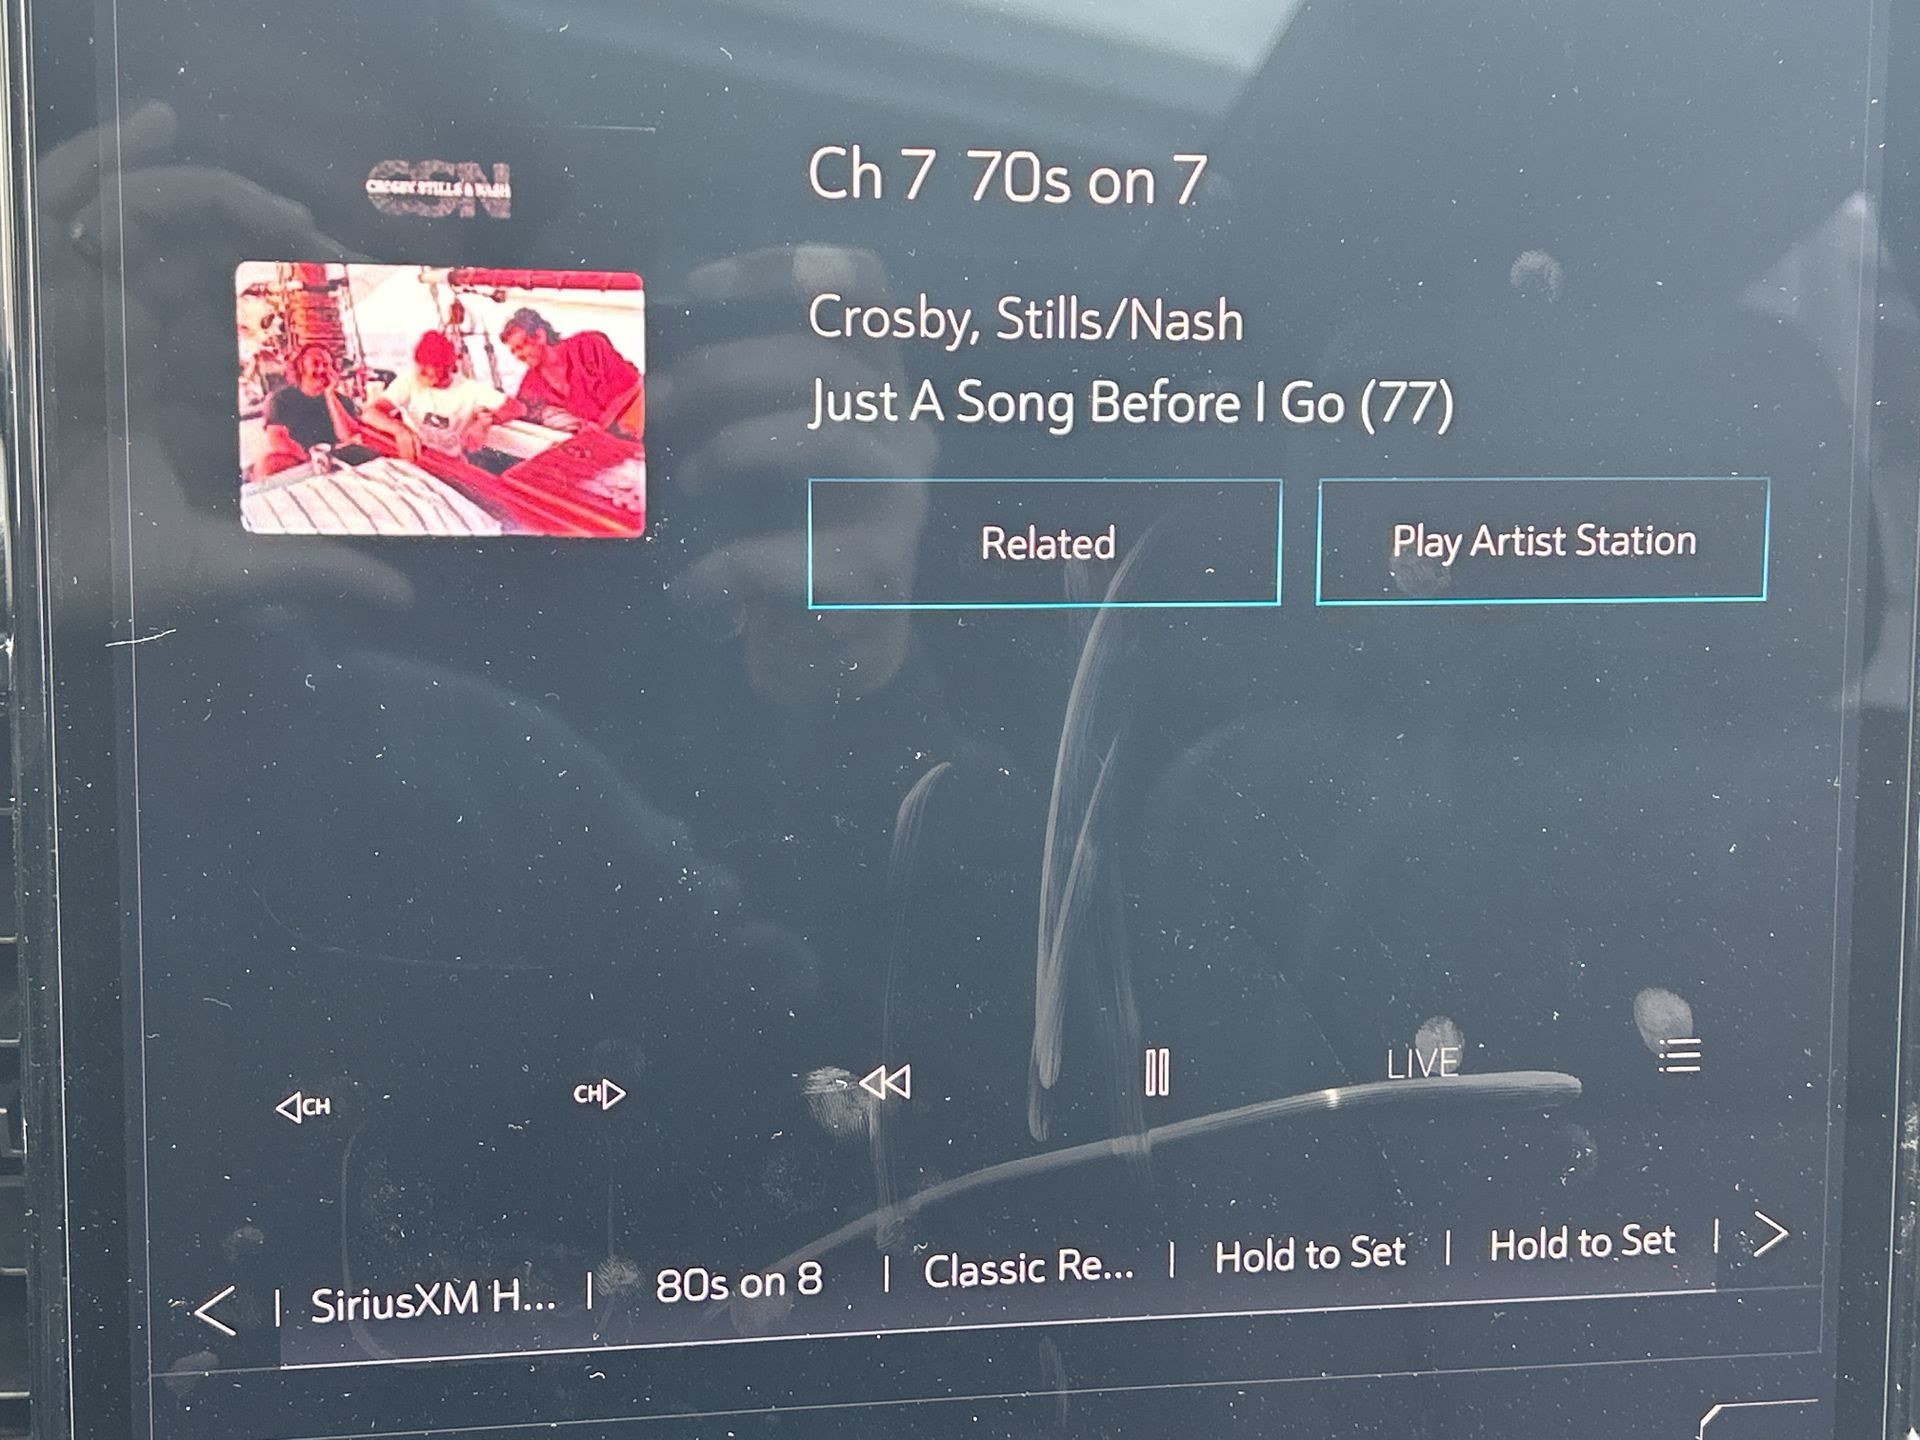 CSN
CROSBY STILLS & NASH
Ch 7 70s on 7
Crosby, Stills/Nash
Just A Song Before I Go (77)
Related
Play Artist Station
CH
CH
LIVE
SiriusXM H... | 80s on 8 | Classic Re... | Hold to Set | Hold to Set |